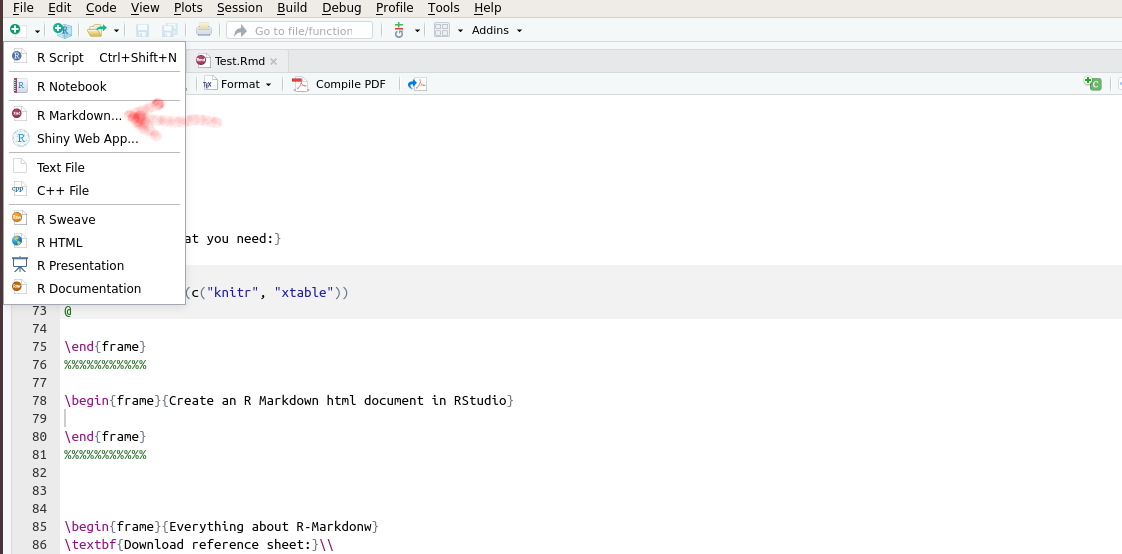 File Edit Code View Plots Session Build Debug Profile Tools Help
Go to file/function Addins
R Script Ctrl+Shift+N
Test.Rmd
R Notebook
Format Compile PDF
R Markdown...
Shiny Web App...
Text File
C++ File
R Sweave
at you need:}
R HTML
R Presentation
R Documentation
(c("knitr", "xtable"))
73 @
74
75 \end{frame}
76 %%%%%%%%%%%
77
78 \begin{frame}{Create an R Markdown html document in RStudio}
79
80 \end{frame}
81 %%%%%%%%%%%
82
83
84
85 \begin{frame}{Everything about R-Markdonw}
86 \textbf{Download reference sheet:}\\